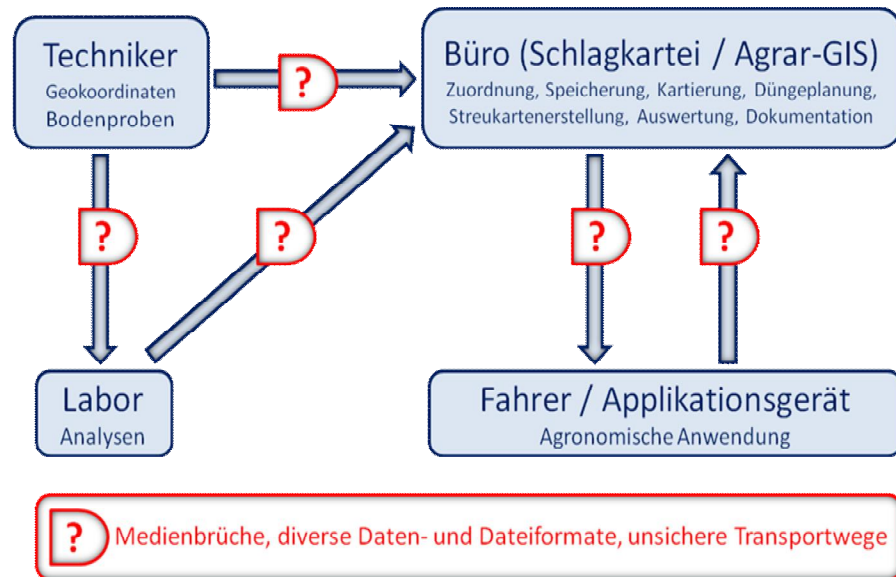 Techniker
Geokoordinaten
Bodenproben
?
Büro (Schlagkartei / Agrar-GIS)
Zuordnung, Speicherung, Kartierung, Düngeplanung,
Streukartenerstellung, Auswertung, Dokumentation
?
?
?
?
Labor
Analysen
Fahrer / Applikationsgerät
Agronomische Anwendung
? Medienbrüche, diverse Daten- und Dateiformate, unsichere Transportwege